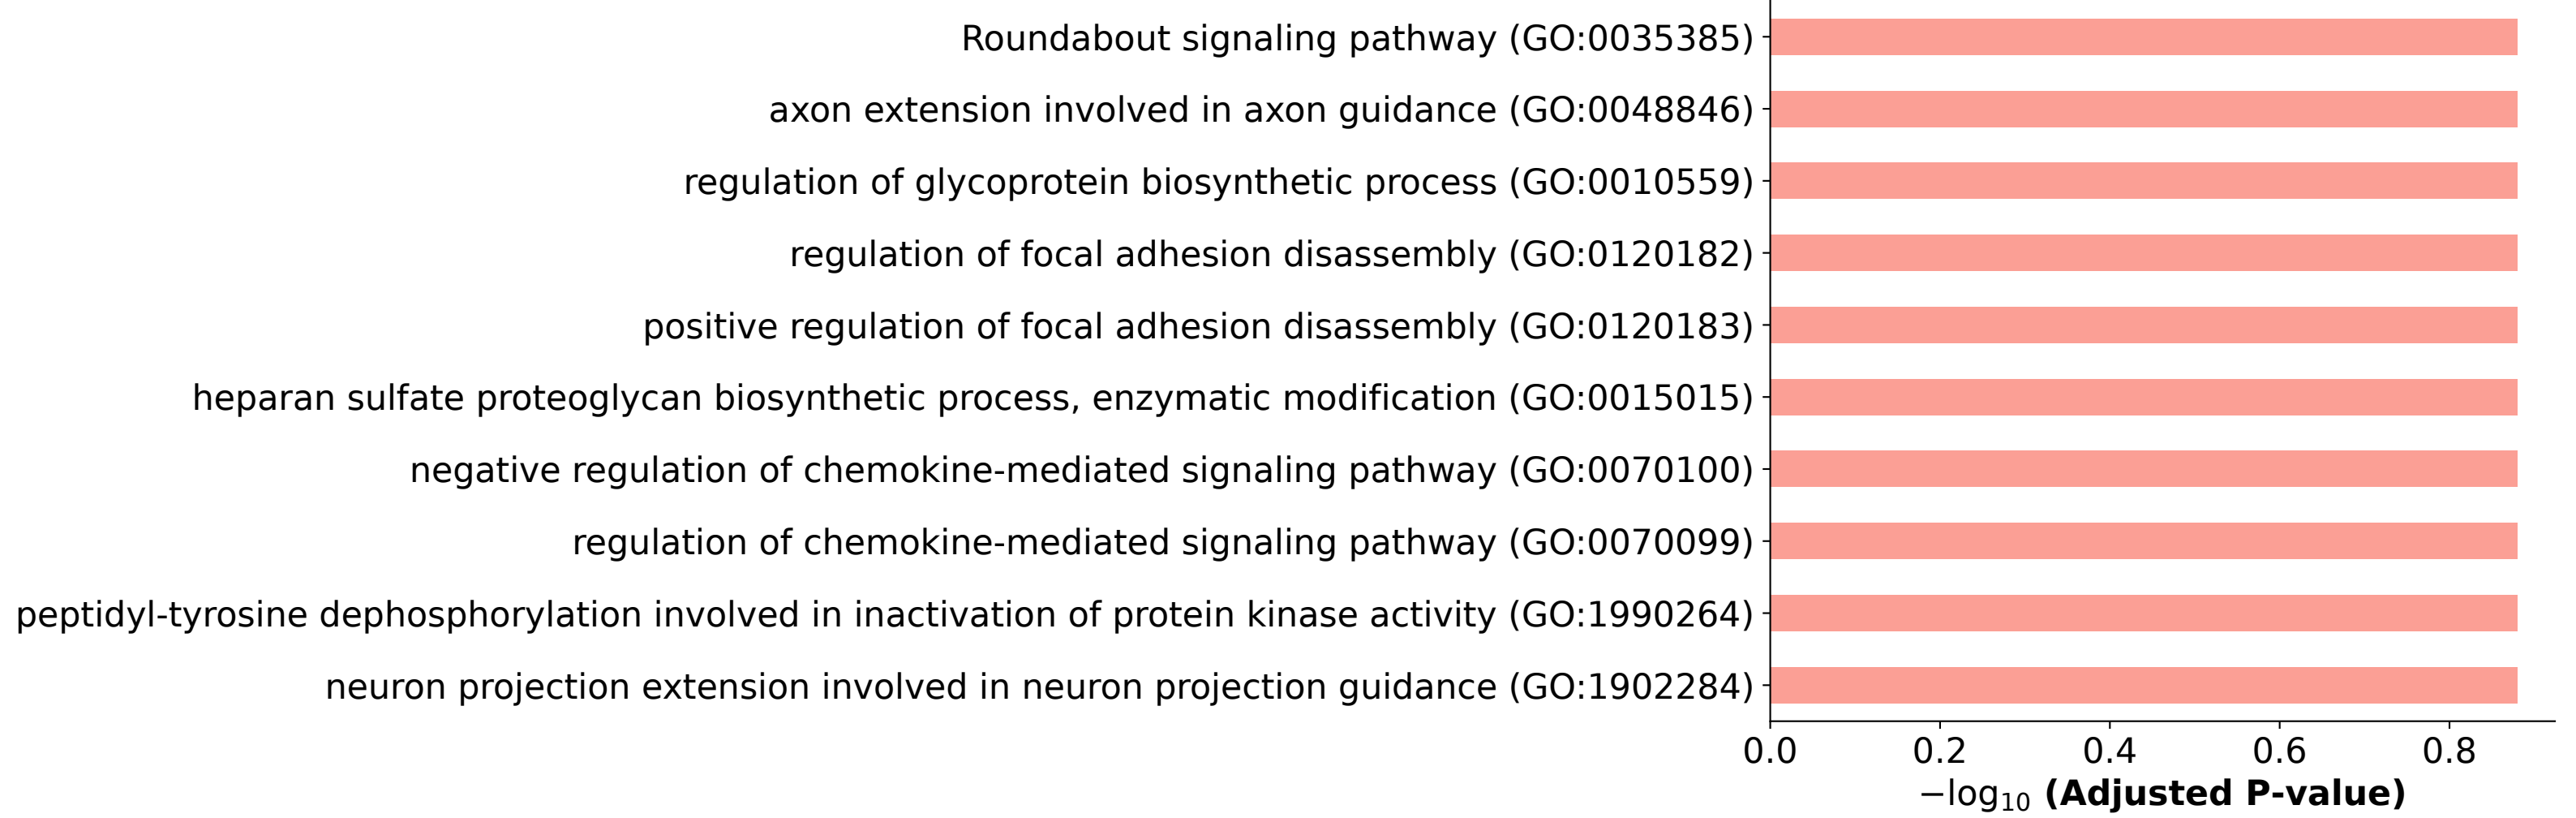 Roundabout signaling pathway (GO:0035385)
axon extension involved in axon guidance (GO:0048846)
regulation of glycoprotein biosynthetic process (GO:0010559)
regulation of focal adhesion disassembly (GO:0120182)
positive regulation of focal adhesion disassembly (GO:0120183)
heparan sulfate proteoglycan biosynthetic process, enzymatic modification (GO:0015015)
negative regulation of chemokine-mediated signaling pathway (GO:0070100)
regulation of chemokine-mediated signaling pathway (GO:0070099)
peptidyl-tyrosine dephosphorylation involved in inactivation of protein kinase activity (GO:1990264)
neuron projection extension involved in neuron projection guidance (GO:1902284)
0.0 0.2 0.4 0.6 0.8
−log₁₀ (Adjusted P-value)